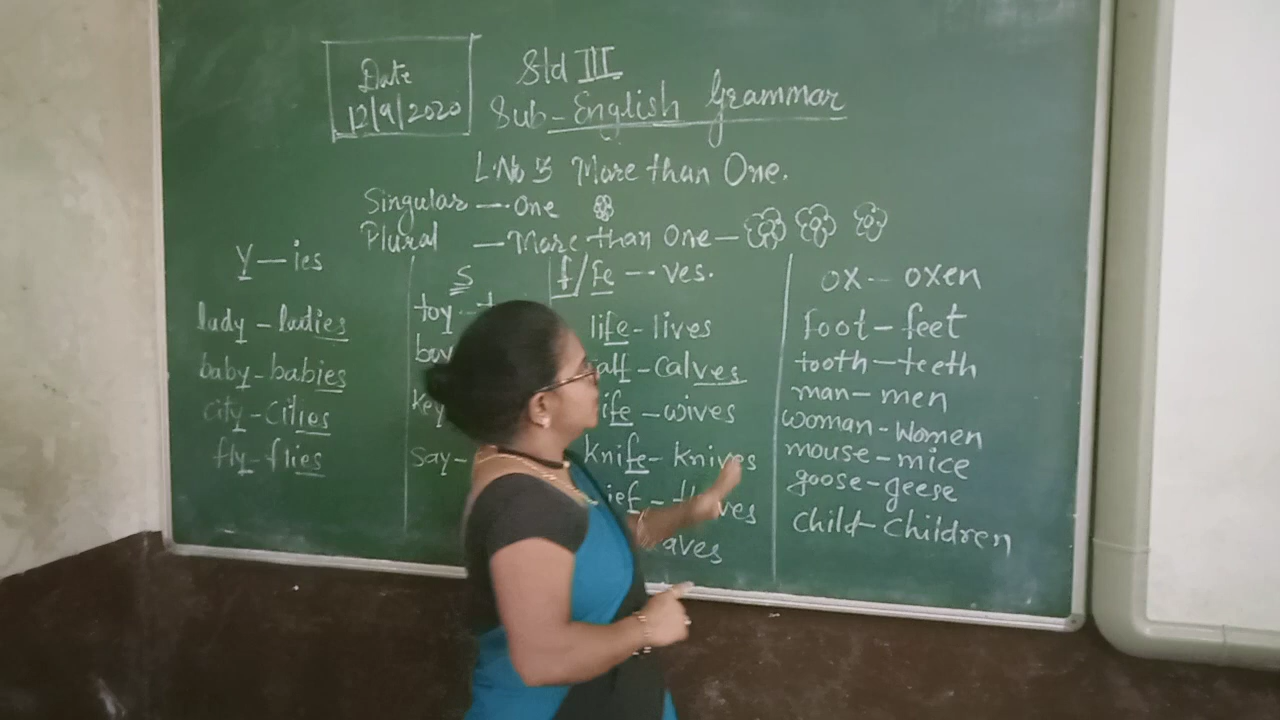 Date
12/9/2020
Std III
Sub-English Grammar
L.No 5 More than One.
Singular — One
Plural — More than One —
y — ies
lady - ladies
baby - babies
city - cities
fly - flies
s
toy
key
say -
f/fe — ves.
life - lives
- calves
- wives
knife - knives
aves
ox - oxen
foot - feet
tooth - teeth
man - men
woman - women
mouse - mice
goose - geese
child - children